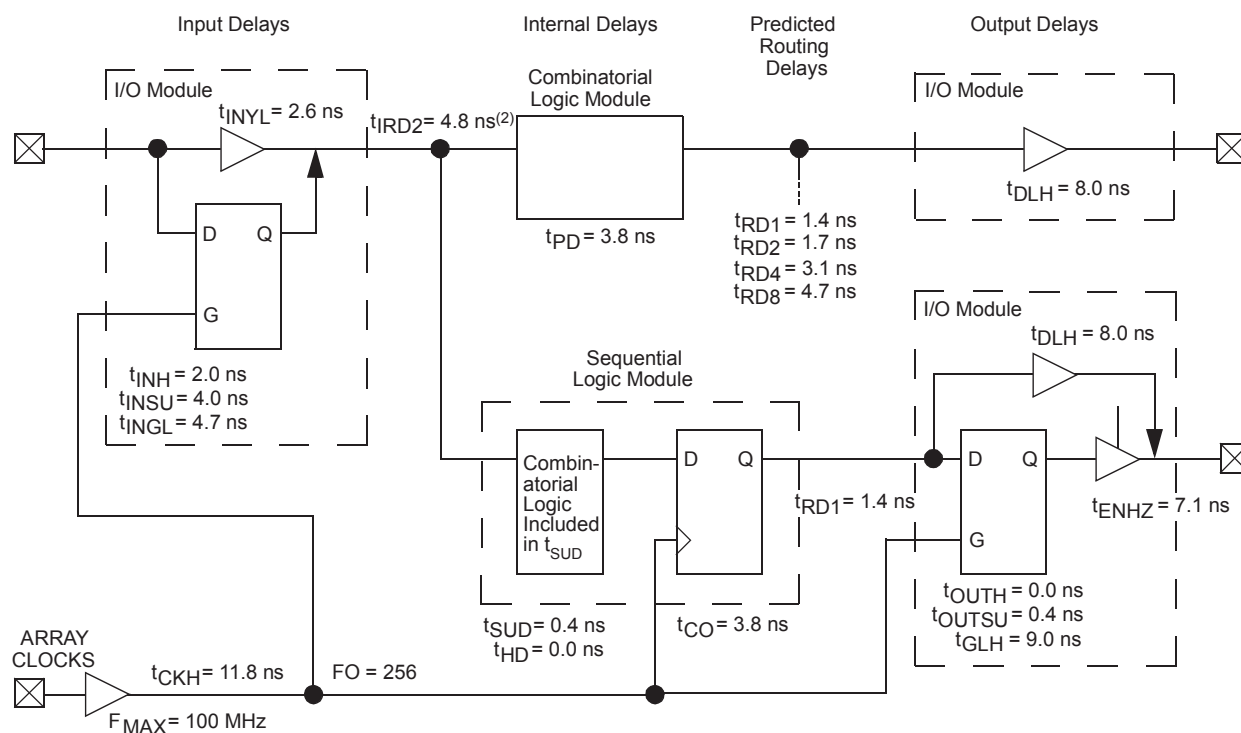 Input Delays
Internal Delays
Predicted
Routing
Delays
Output Delays
I/O Module
tINYL = 2.6 ns
tIRD2 = 4.8 ns(2)
Combinatorial
Logic Module
I/O Module
tDLH = 8.0 ns
D Q
G
tPD = 3.8 ns
tRD1 = 1.4 ns
tRD2 = 1.7 ns
tRD4 = 3.1 ns
tRD8 = 4.7 ns
tINH = 2.0 ns
tINSU = 4.0 ns
tINGL = 4.7 ns
Sequential
Logic Module
I/O Module
tDLH = 8.0 ns
Combin-
atorial
Logic
Included
in tSUD
D Q
tRD1 = 1.4 ns
D Q
G
tENHZ = 7.1 ns
tOUTH = 0.0 ns
tOUTSU = 0.4 ns
tGLH = 9.0 ns
tSUD = 0.4 ns
tHD = 0.0 ns
tCO = 3.8 ns
ARRAY
CLOCKS
tCKH = 11.8 ns
FO = 256
FMAX = 100 MHz